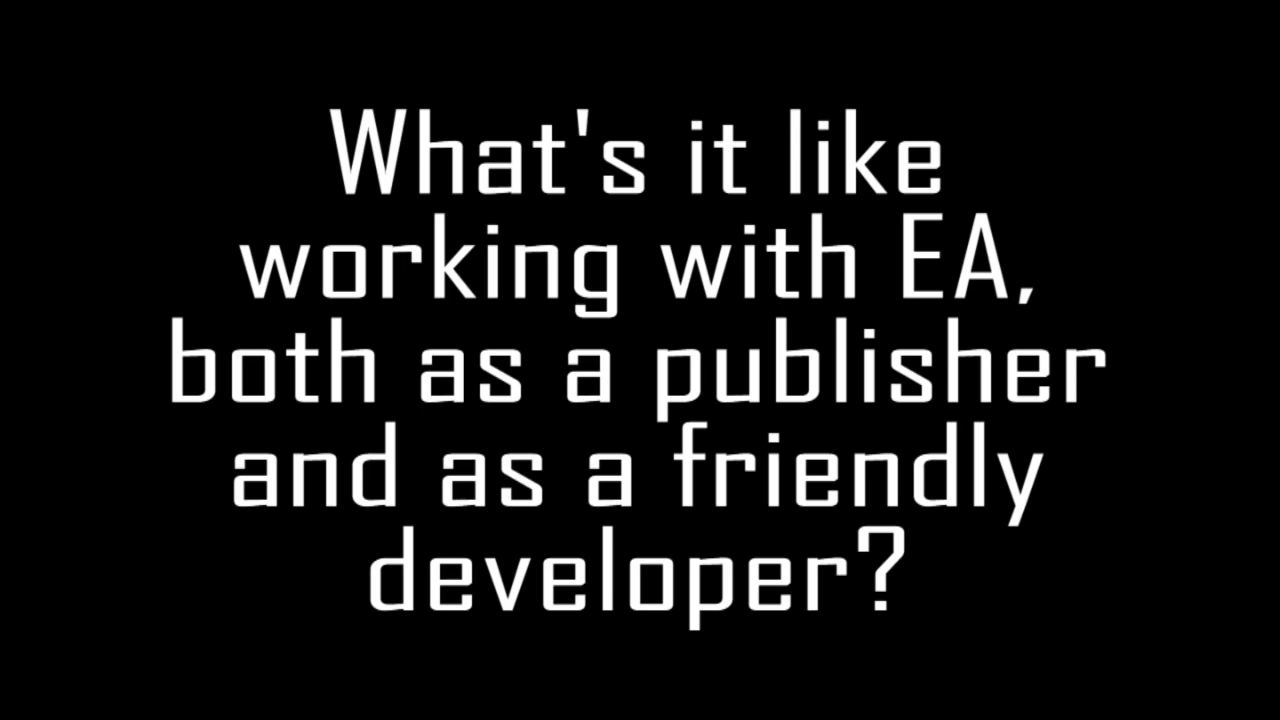 What's it like
working with EA,
both as a publisher
and as a friendly
developer?